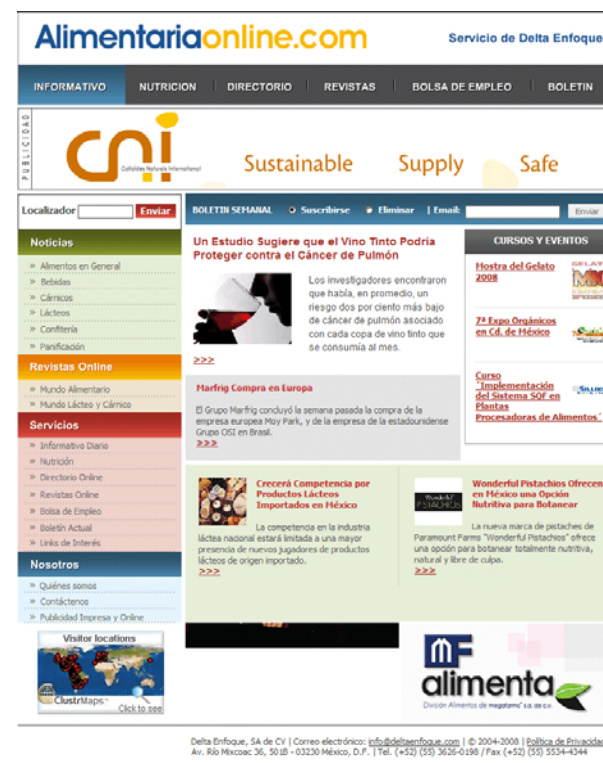 Alimentariaonline.com
Servicio de Delta Enfoque
INFORMATIVO NUTRICION DIRECTORIO REVISTAS BOLSA DE EMPLEO BOLETIN
PUBLICIDAD
cni
Sustainable Supply Safe
Localizador Enviar
BOLETIN SEMANAL Suscribirse Eliminar | Email: Enviar
Noticias
» Alimentos en General
» Bebidas
» Cárnicos
» Lácteos
» Confitería
» Panificación
Revistas Online
» Mundo Alimentario
» Mundo Lácteo y Cárnico
Servicios
» Informativo Diario
» Nutrición
» Directorio Online
» Revistas Online
» Bolsa de Empleo
» Boletín Actual
» Links de Interés
Nosotros
» Quiénes somos
» Contáctenos
» Publicidad Impresa y Online
Visitor locations
ClustrMaps
Click to see
Un Estudio Sugiere que el Vino Tinto Podría
Proteger contra el Cáncer de Pulmón
Los investigadores encontraron
que había, en promedio, un
riesgo dos por ciento más bajo
de cáncer de pulmón asociado
con cada copa de vino tinto que
se consumía al mes.
>>>
Marfrig Compra en Europa
El Grupo Marfrig concluyó la semana pasada la compra de la
empresa europea Moy Park, y de la empresa de la estadounidense
Grupo OSI en Brasil.
>>>
CURSOS Y EVENTOS
Mostra del Gelato
2008
7ª Expo Orgánicos
en Cd. de México
Curso
"Implementación
del Sistema SQF en
Plantas
Procesadoras de Alimentos"
Crecerá Competencia por
Productos Lácteos
Importados en México
La competencia en la industria
láctea nacional estará limitada a una mayor
presencia de nuevos jugadores de productos
lácteos de origen importado.
>>>
Wonderful
PISTACHIOS
Wonderful Pistachios Ofrecen
en México una Opción
Nutritiva para Botanear
La nueva marca de pistaches de
Paramount Farms "Wonderful Pistachios" ofrece
una opción para botanear totalmente nutritiva,
natural y libre de culpa.
>>>
alimenta
División Alimentos de megafarma s.a. de c.v.
Delta Enfoque, SA de CV | Correo electrónico: info@deltaenfoque.com | © 2004-2008 | Política de Privacidad
Av. Río Mixcoac 36, 501B - 03230 México, D.F. | Tel. (+52) (55) 3626-0198 / Fax (+52) (55) 5534-4344